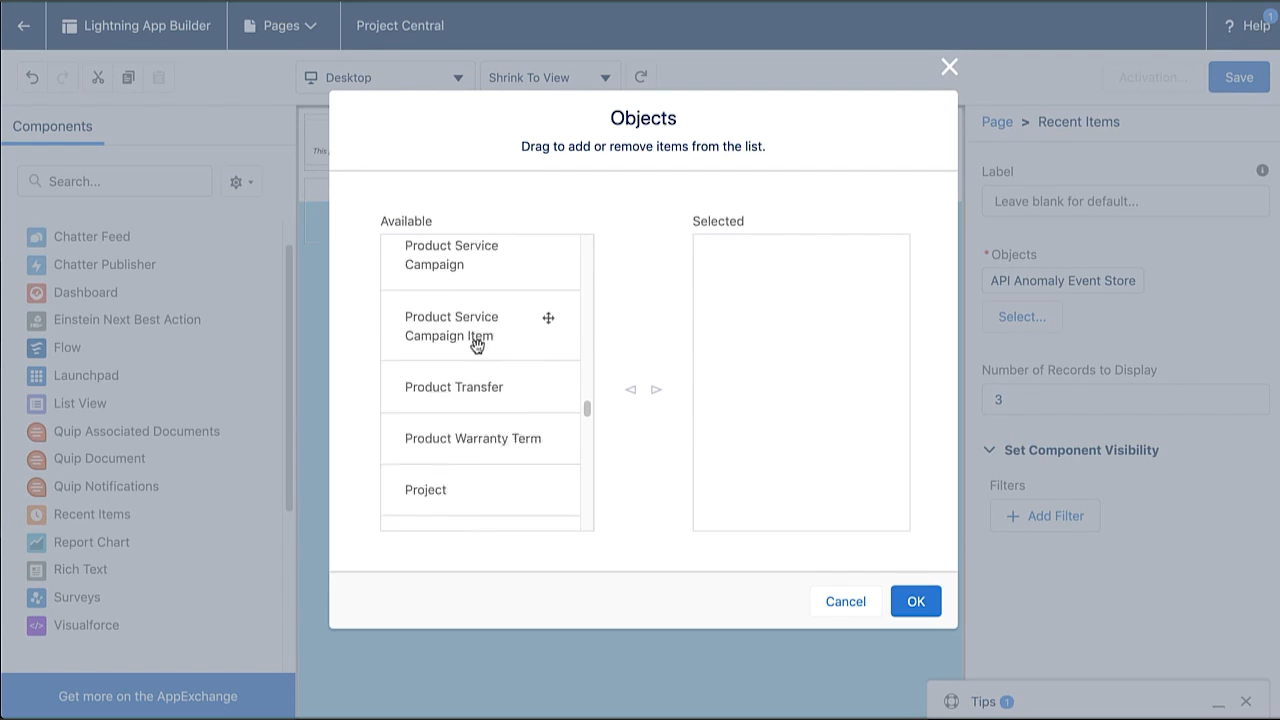 Lightning App Builder
Pages
Project Central
? Help
1
Desktop
Shrink To View
Activation...
Save
Components
Search...
Chatter Feed
Chatter Publisher
Dashboard
Einstein Next Best Action
Flow
Launchpad
List View
Quip Associated Documents
Quip Document
Quip Notifications
Recent Items
Report Chart
Rich Text
Surveys
Visualforce
Get more on the AppExchange
This
Objects
Drag to add or remove items from the list.
Available
Product Service
Campaign
Product Service
Campaign Item
Product Transfer
Product Warranty Term
Project
Selected
Cancel
OK
Page > Recent Items
Label
Leave blank for default...
*Objects
API Anomaly Event Store
Select...
Number of Records to Display
3
Set Component Visibility
Filters
+ Add Filter
Tips 1